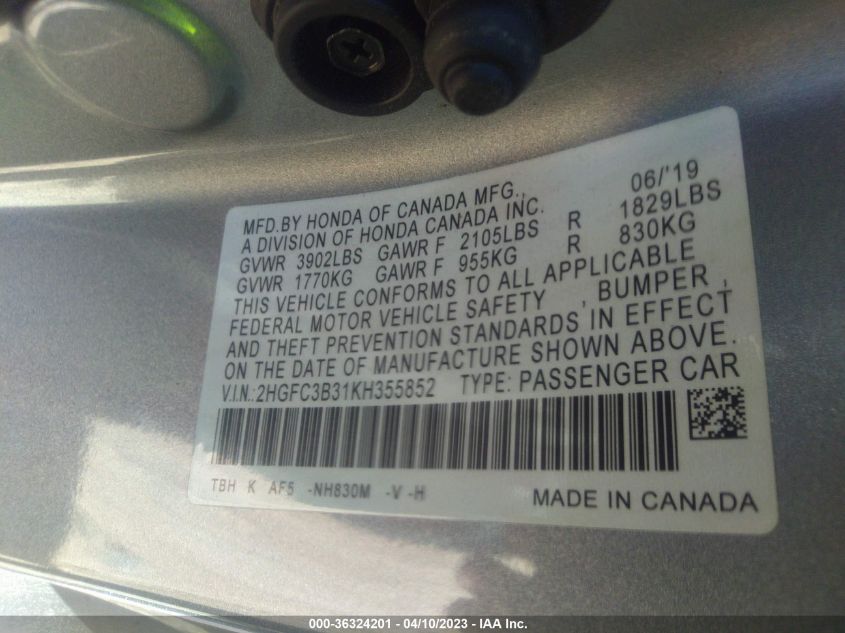 MFD.BY HONDA OF CANADA MFG., 06/'19
A DIVISION OF HONDA CANADA INC.
GVWR 3902LBS GAWR F 2105LBS R 1829LBS
GVWR 1770KG GAWR F 955KG R 830KG
THIS VEHICLE CONFORMS TO ALL APPLICABLE
FEDERAL MOTOR VEHICLE SAFETY , BUMPER ,
AND THEFT PREVENTION STANDARDS IN EFFECT
ON THE DATE OF MANUFACTURE SHOWN ABOVE.
V.I.N.:2HGFC3B31KH355852 TYPE: PASSENGER CAR
TBH K AF5 -NH830M -V -H
MADE IN CANADA
000-36324201 - 04/10/2023 - IAA Inc.